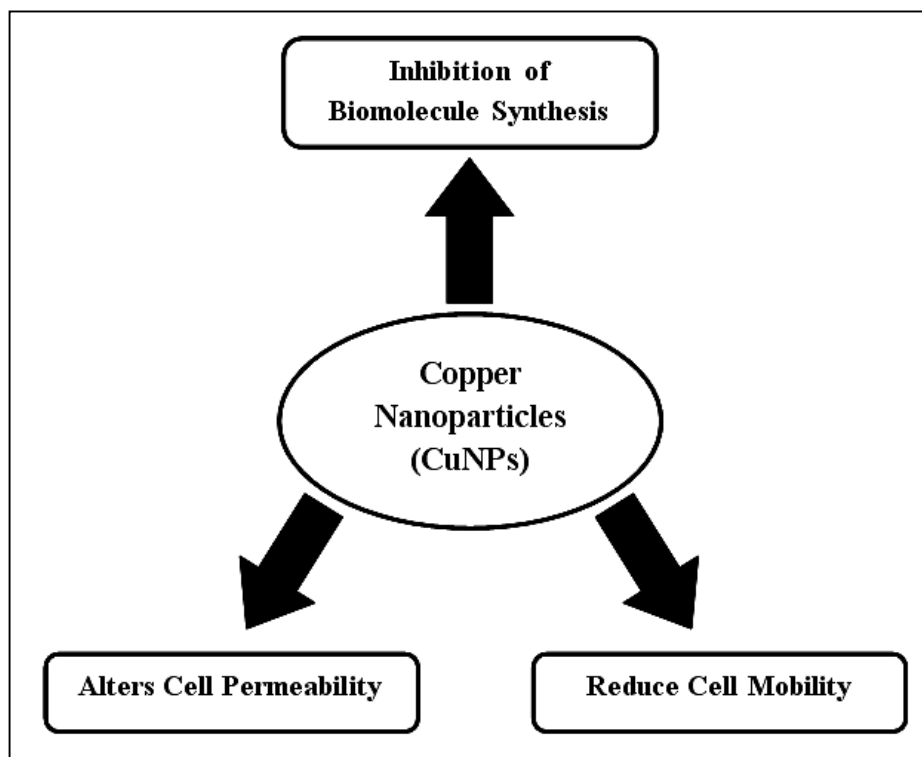 Inhibition of
Biomolecule Synthesis
Copper
Nanoparticles
(CuNPs)
Alters Cell Permeability
Reduce Cell Mobility